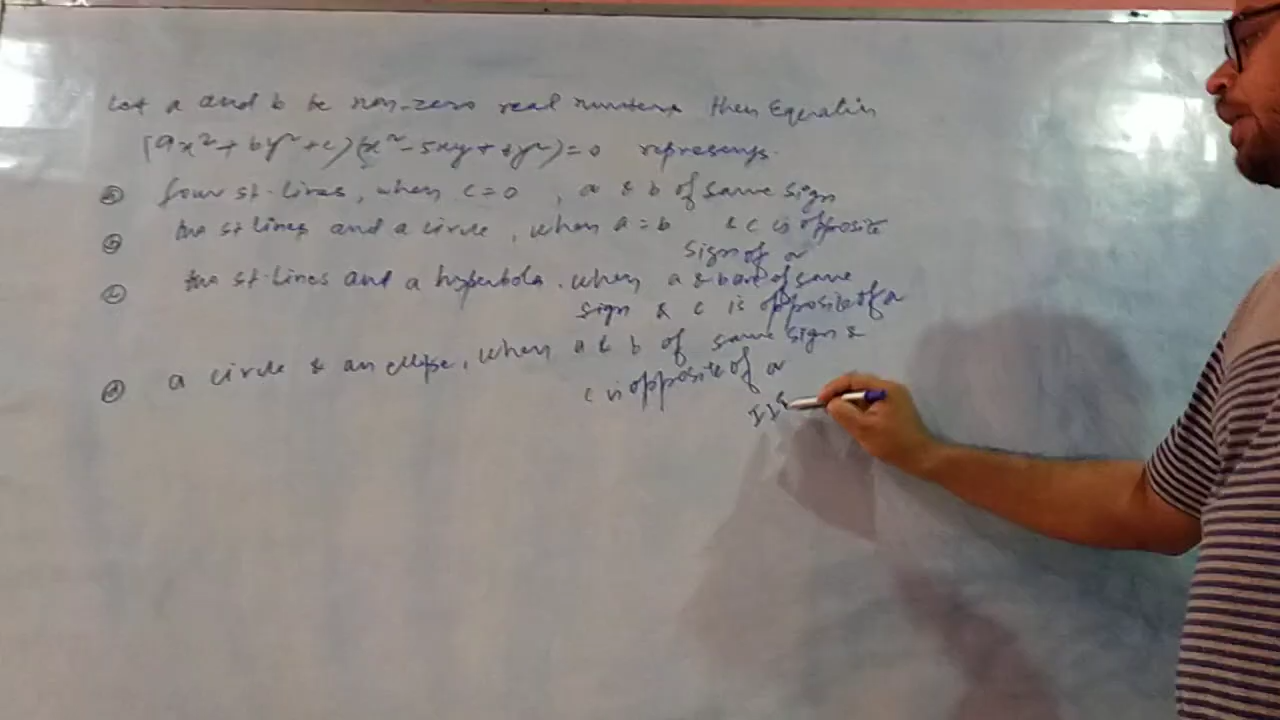 Let a and b be non-zero real numbers then Equation
(ax²+by²+c)(x²-5xy+6y²)=0 represents.
(a) four st-lines, when c=0, a & b of same sign
(b) two st lines and a circle, when a=b & c is opposite
sign of a
(c) two st-lines and a hyperbola. when a & b are of same
sign & c is opposite of a
(d) a circle & an ellipse, when a & b of same sign &
c is opposite of a
IIT